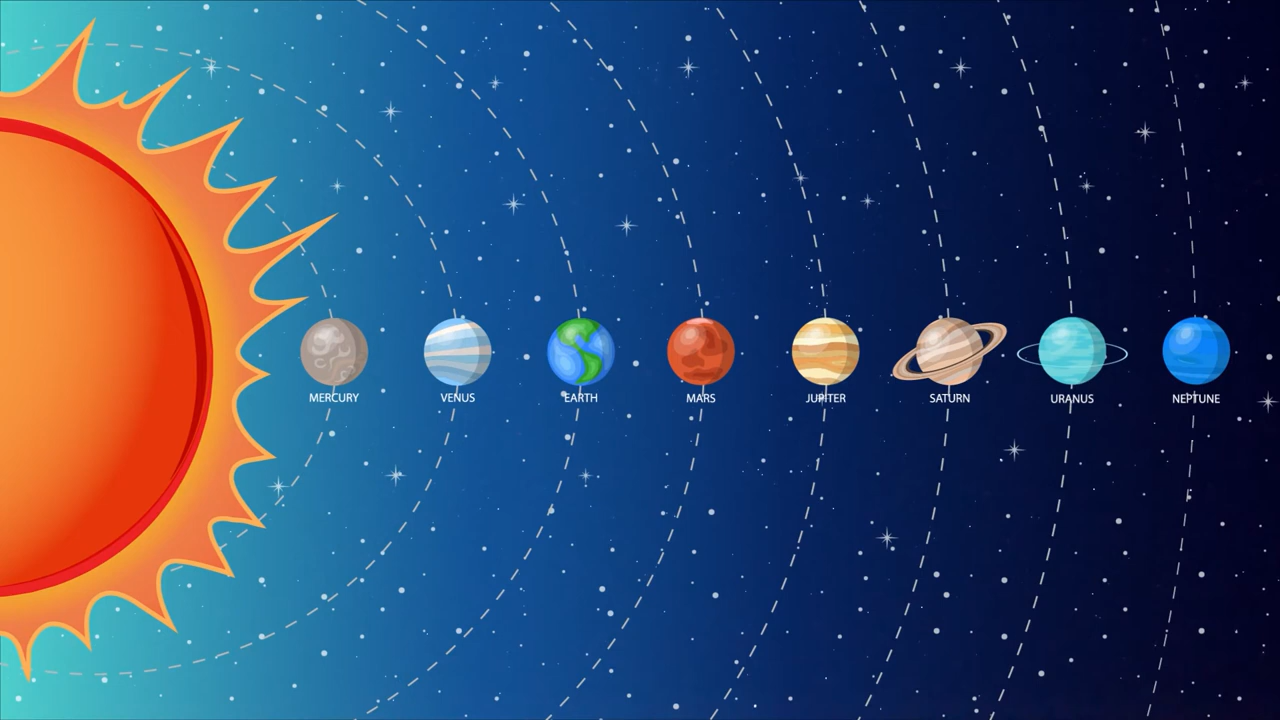 MERCURY
VENUS
EARTH
MARS
JUPITER
SATURN
URANUS
NEPTUNE